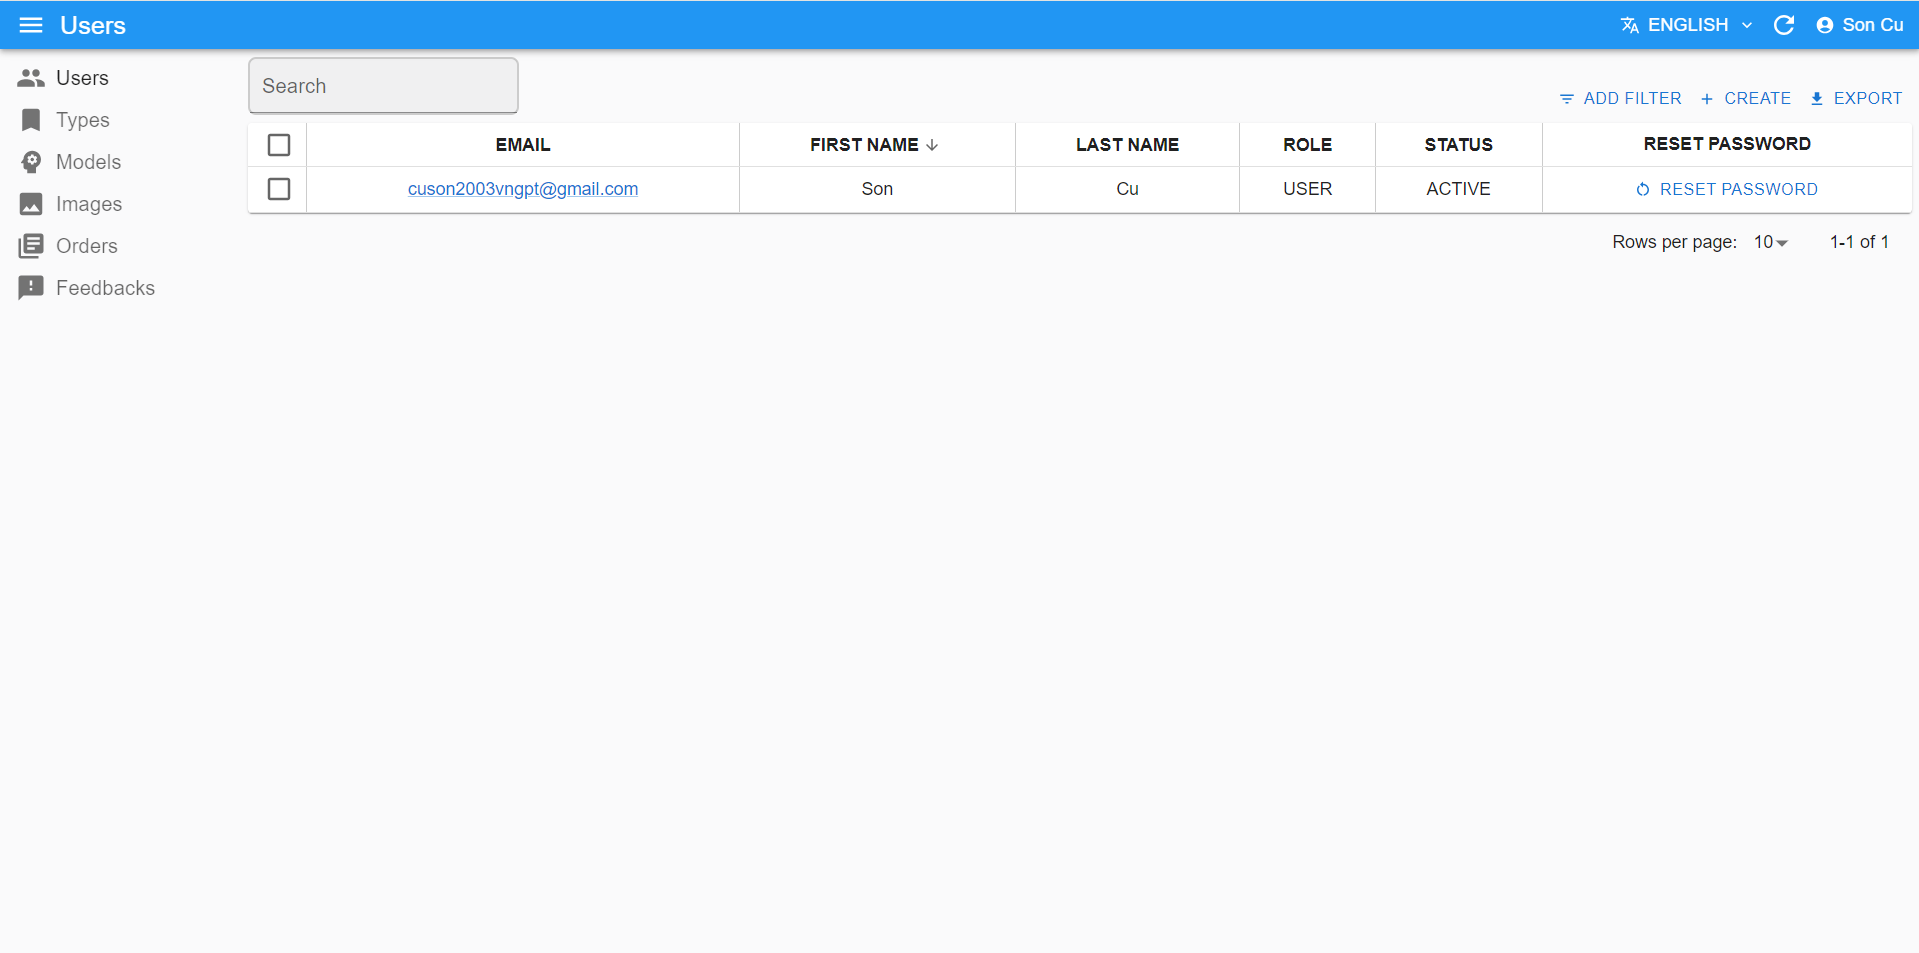 Users
ENGLISH
Son Cu
Users
Types
Models
Images
Orders
Feedbacks
Search
ADD FILTER
CREATE
EXPORT
EMAIL FIRST NAME LAST NAME ROLE STATUS RESET PASSWORD
cuson2003vngpt@gmail.com Son Cu USER ACTIVE RESET PASSWORD
Rows per page: 10 1-1 of 1